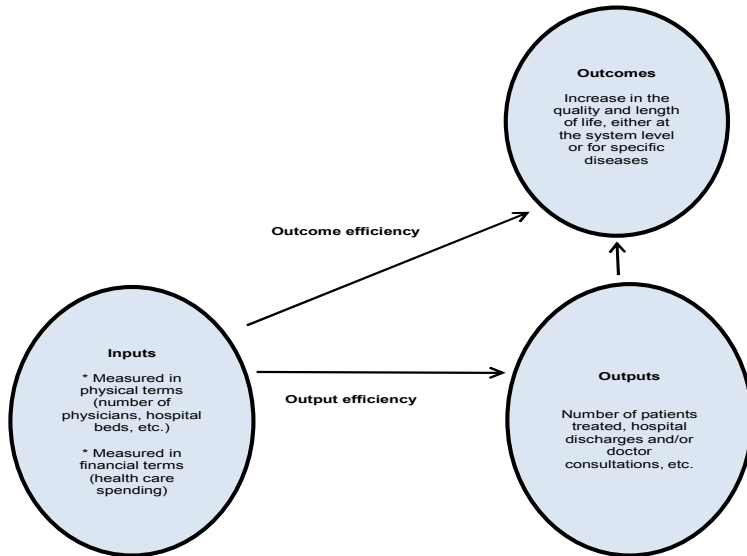 Outcomes
Increase in the
quality and length
of life, either at
the system level
or for specific
diseases
Outcome efficiency
Inputs
* Measured in
physical terms
(number of
physicians, hospital
beds, etc.)
* Measured in
financial terms
(health care
spending)
Output efficiency
Outputs
Number of patients
treated, hospital
discharges and/or
doctor
consultations, etc.